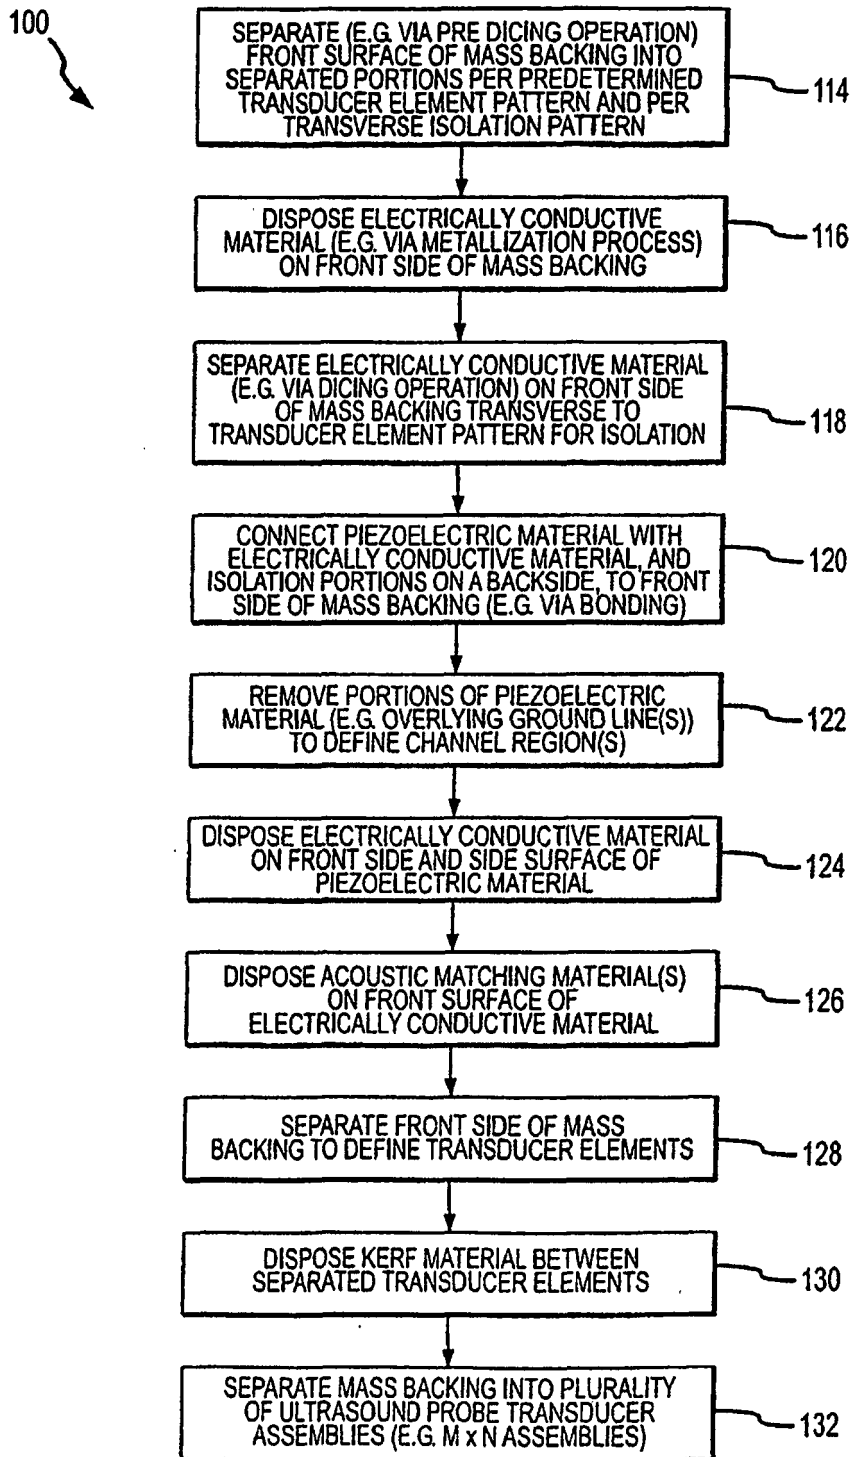 100
SEPARATE (E.G. VIA PRE DICING OPERATION)
FRONT SURFACE OF MASS BACKING INTO
SEPARATED PORTIONS PER PREDETERMINED
TRANSDUCER ELEMENT PATTERN AND PER
TRANSVERSE ISOLATION PATTERN
114
DISPOSE ELECTRICALLY CONDUCTIVE
MATERIAL (E.G. VIA METALLIZATION PROCESS)
ON FRONT SIDE OF MASS BACKING
116
SEPARATE ELECTRICALLY CONDUCTIVE MATERIAL
(E.G. VIA DICING OPERATION) ON FRONT SIDE
OF MASS BACKING TRANSVERSE TO
TRANSDUCER ELEMENT PATTERN FOR ISOLATION
118
CONNECT PIEZOELECTRIC MATERIAL WITH
ELECTRICALLY CONDUCTIVE MATERIAL, AND
ISOLATION PORTIONS ON A BACKSIDE, TO FRONT
SIDE OF MASS BACKING (E.G. VIA BONDING)
120
REMOVE PORTIONS OF PIEZOELECTRIC
MATERIAL (E.G. OVERLYING GROUND LINE(S))
TO DEFINE CHANNEL REGION(S)
122
DISPOSE ELECTRICALLY CONDUCTIVE MATERIAL
ON FRONT SIDE AND SIDE SURFACE OF
PIEZOELECTRIC MATERIAL
124
DISPOSE ACOUSTIC MATCHING MATERIAL(S)
ON FRONT SURFACE OF
ELECTRICALLY CONDUCTIVE MATERIAL
126
SEPARATE FRONT SIDE OF MASS
BACKING TO DEFINE TRANSDUCER ELEMENTS
128
DISPOSE KERF MATERIAL BETWEEN
SEPARATED TRANSDUCER ELEMENTS
130
SEPARATE MASS BACKING INTO PLURALITY
OF ULTRASOUND PROBE TRANSDUCER
ASSEMBLIES (E.G. M x N ASSEMBLIES)
132